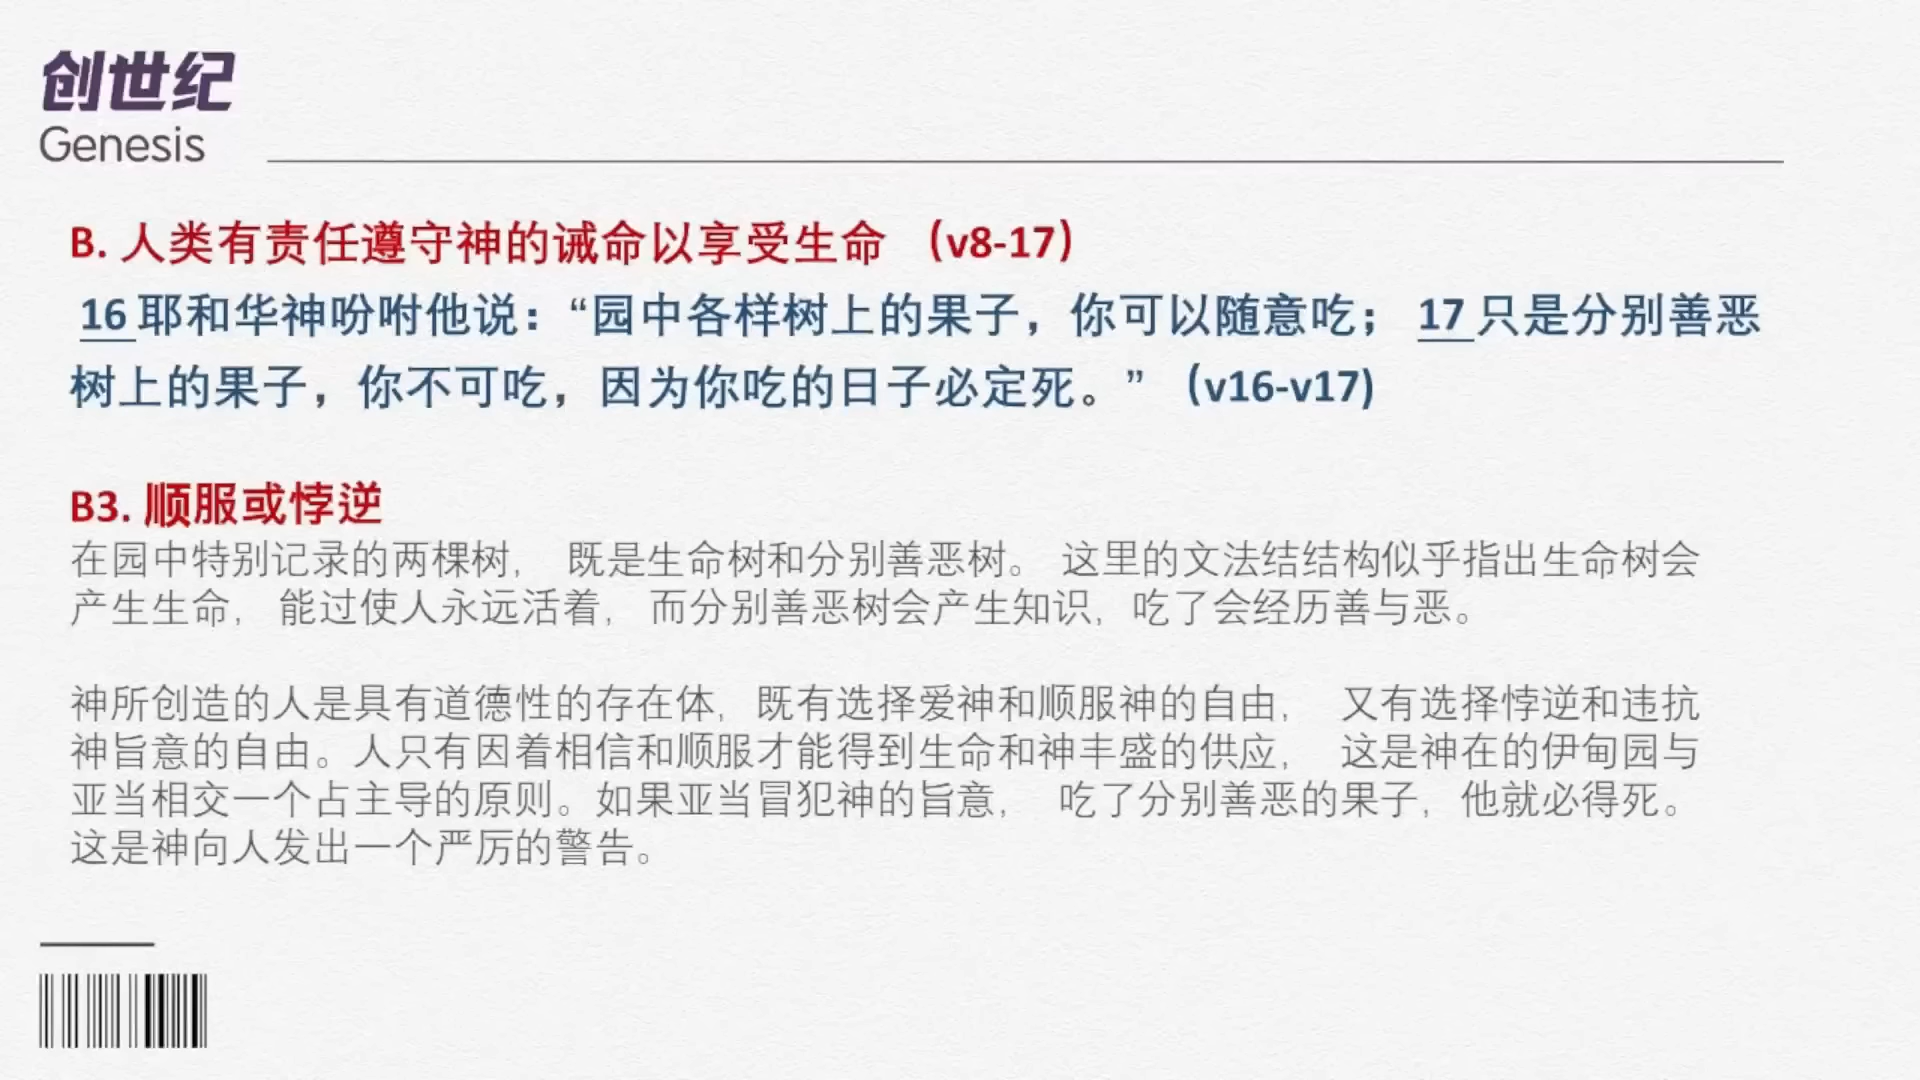 创世纪
Genesis
B. 人类有责任遵守神的诫命以享受生命 （v8-17）
16 耶和华神吩咐他说：“园中各样树上的果子，你可以随意吃； 17 只是分别善恶
树上的果子，你不可吃，因为你吃的日子必定死。” （v16-v17)
B3. 顺服或悖逆
在园中特别记录的两棵树， 既是生命树和分别善恶树。 这里的文法结结构似乎指出生命树会
产生生命， 能过使人永远活着， 而分别善恶树会产生知识，吃了会经历善与恶。
神所创造的人是具有道德性的存在体，既有选择爱神和顺服神的自由， 又有选择悖逆和违抗
神旨意的自由。人只有因着相信和顺服才能得到生命和神丰盛的供应， 这是神在的伊甸园与
亚当相交一个占主导的原则。如果亚当冒犯神的旨意， 吃了分别善恶的果子，他就必得死。
这是神向人发出一个严厉的警告。